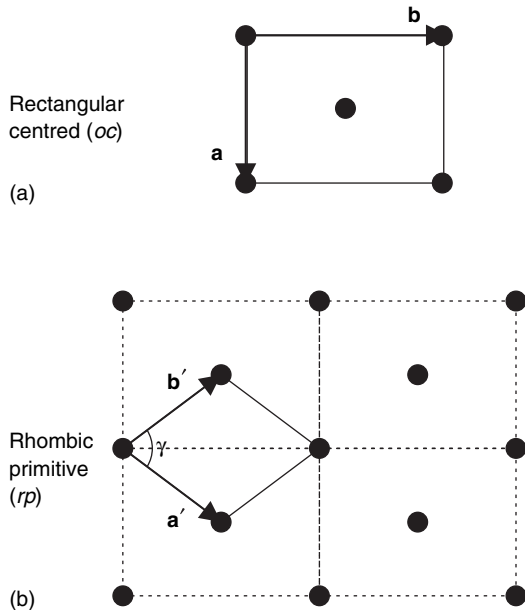 b
Rectangular
centred (oc)
a
(a)
b′
Rhombic
primitive
(rp)
γ
a′
(b)